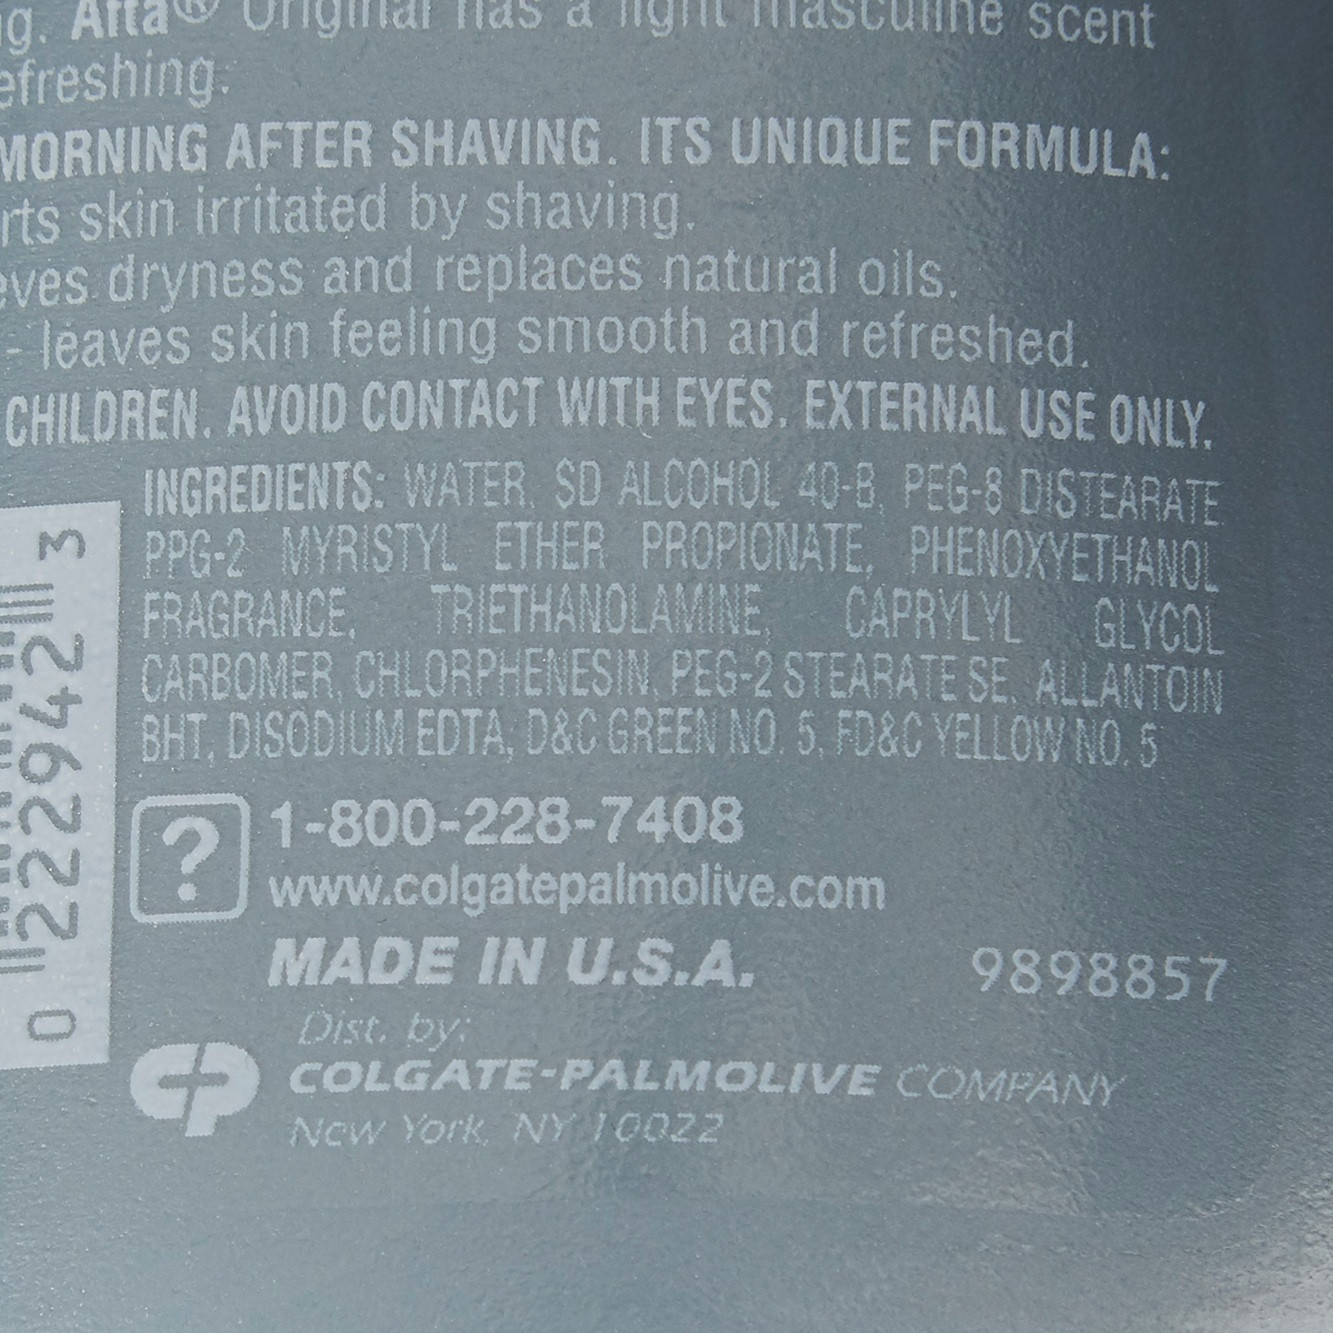 ng. Afta® Original has a light masculine scent
efreshing.
MORNING AFTER SHAVING. ITS UNIQUE FORMULA:
rts skin irritated by shaving.
eves dryness and replaces natural oils.
- leaves skin feeling smooth and refreshed.
CHILDREN. AVOID CONTACT WITH EYES. EXTERNAL USE ONLY.
INGREDIENTS: WATER, SD ALCOHOL 40-B, PEG-8 DISTEARATE
PPG-2 MYRISTYL ETHER PROPIONATE, PHENOXYETHANOL
FRAGRANCE, TRIETHANOLAMINE, CAPRYLYL GLYCOL
CARBOMER, CHLORPHENESIN, PEG-2 STEARATE SE, ALLANTOIN
BHT, DISODIUM EDTA, D&C GREEN NO. 5, FD&C YELLOW NO. 5
0 22294 2 3
? 1-800-228-7408
www.colgatepalmolive.com
MADE IN U.S.A. 9898857
Dist. by:
COLGATE-PALMOLIVE COMPANY
New York, NY 10022